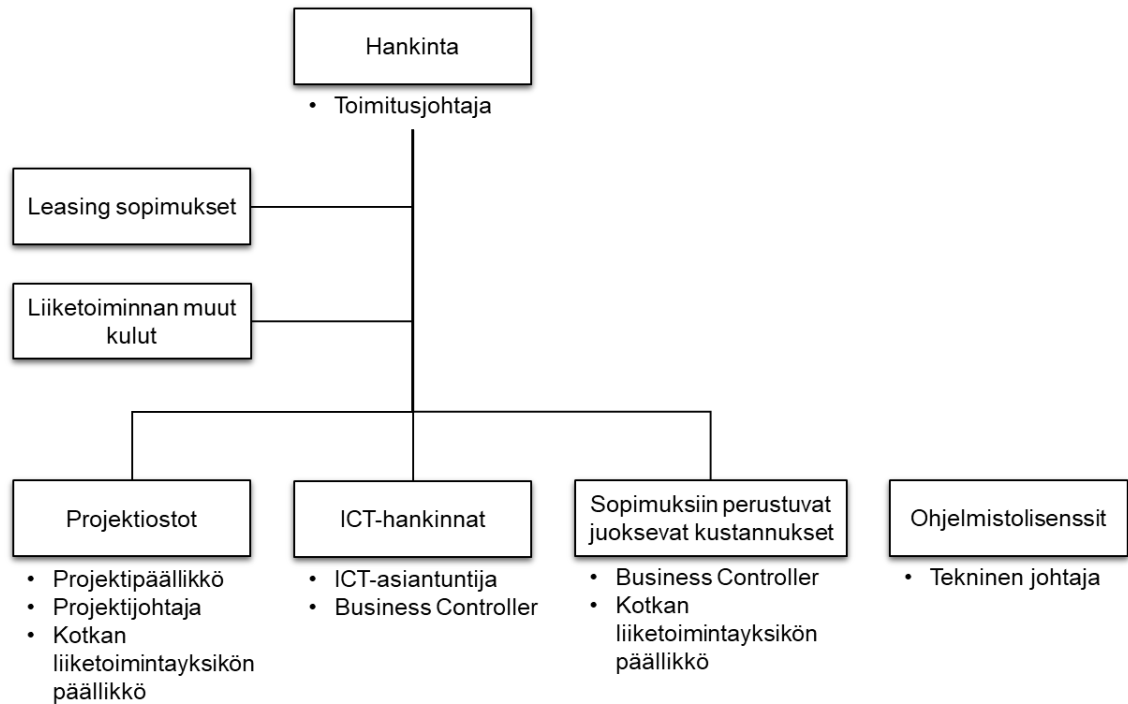 Hankinta
• Toimitusjohtaja
Leasing sopimukset
Liiketoiminnan muut
kulut
Projektiostot
• Projektipäällikkö
• Projektijohtaja
• Kotkan
liiketoimintayksikön
päällikkö
ICT-hankinnat
• ICT-asiantuntija
• Business Controller
Sopimuksiin perustuvat
juoksevat kustannukset
• Business Controller
• Kotkan
liiketoimintayksikön
päällikkö
Ohjelmistolisenssit
• Tekninen johtaja